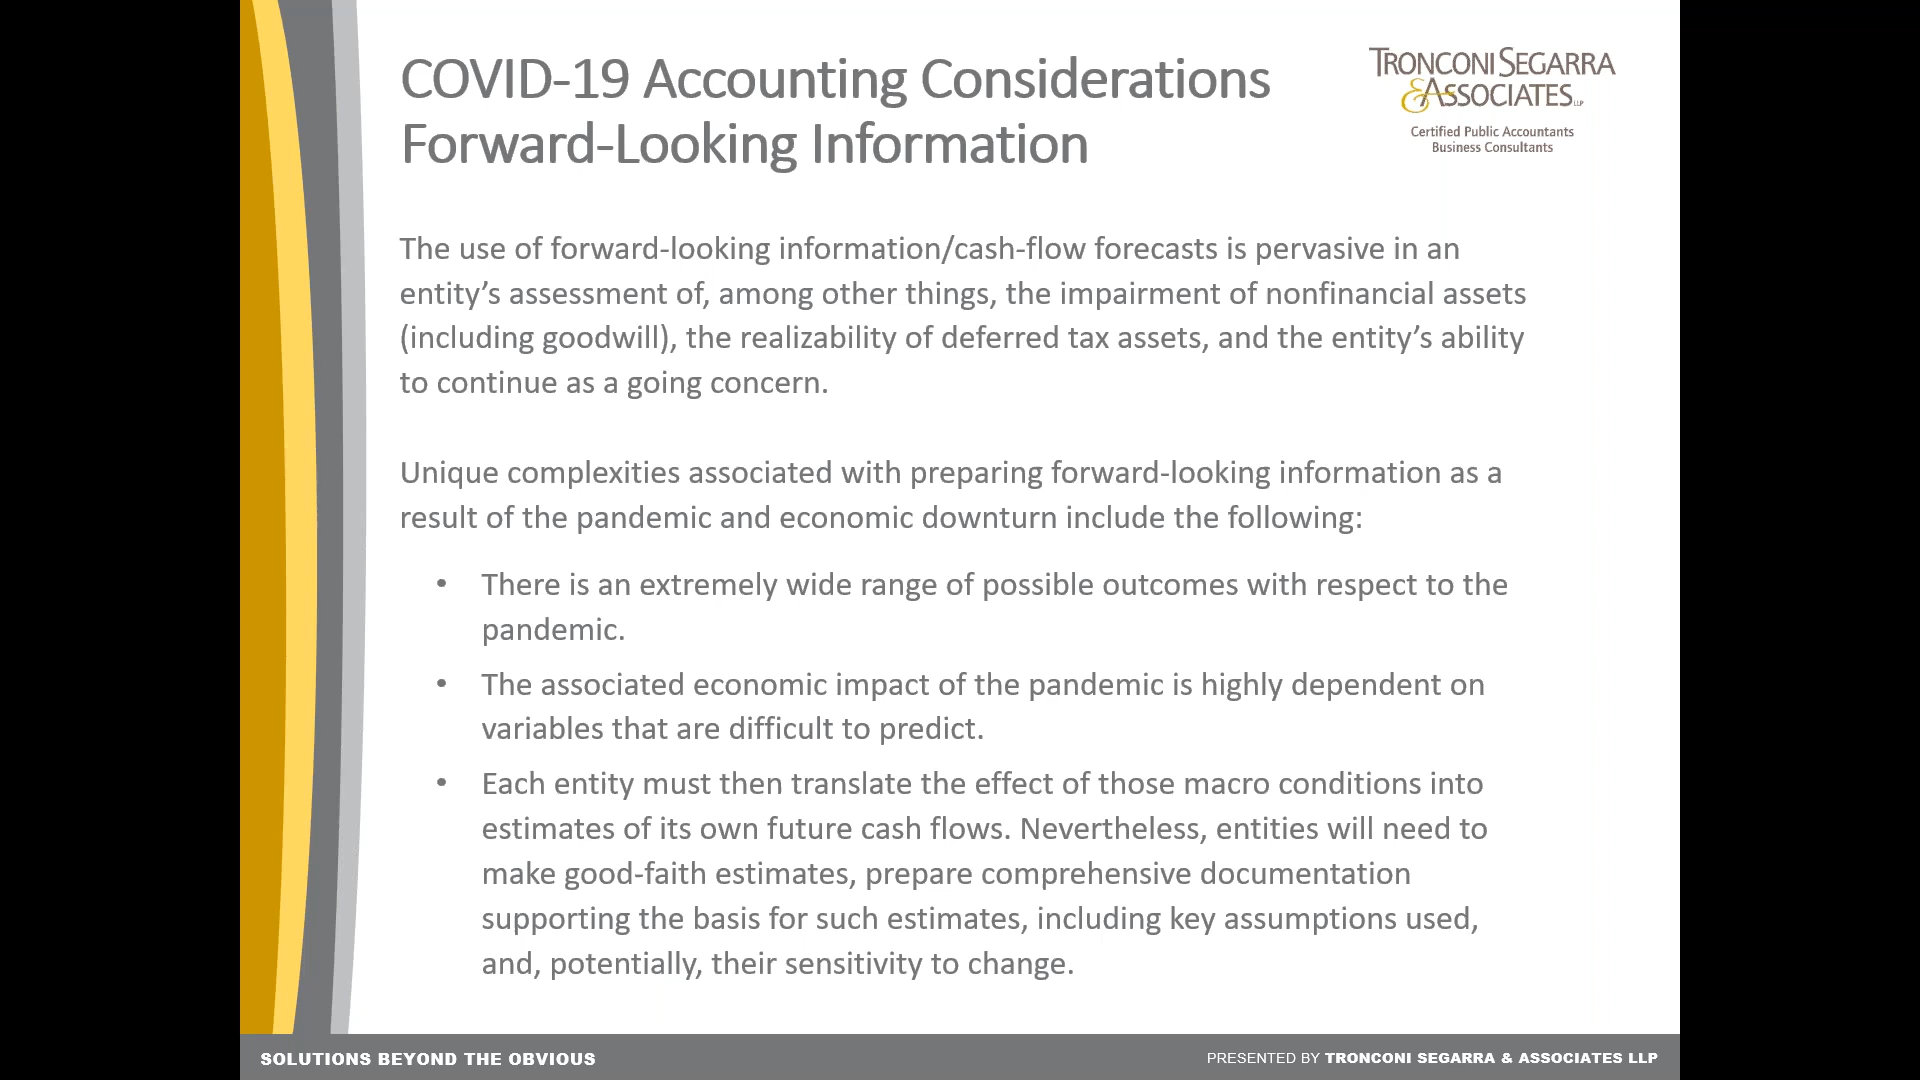 COVID-19 Accounting Considerations
Forward-Looking Information
TRONCONI SEGARRA
& ASSOCIATES LLP
Certified Public Accountants
Business Consultants
The use of forward-looking information/cash-flow forecasts is pervasive in an
entity’s assessment of, among other things, the impairment of nonfinancial assets
(including goodwill), the realizability of deferred tax assets, and the entity’s ability
to continue as a going concern.
Unique complexities associated with preparing forward-looking information as a
result of the pandemic and economic downturn include the following:
• There is an extremely wide range of possible outcomes with respect to the
pandemic.
• The associated economic impact of the pandemic is highly dependent on
variables that are difficult to predict.
• Each entity must then translate the effect of those macro conditions into
estimates of its own future cash flows. Nevertheless, entities will need to
make good-faith estimates, prepare comprehensive documentation
supporting the basis for such estimates, including key assumptions used,
and, potentially, their sensitivity to change.
SOLUTIONS BEYOND THE OBVIOUS
PRESENTED BY TRONCONI SEGARRA & ASSOCIATES LLP